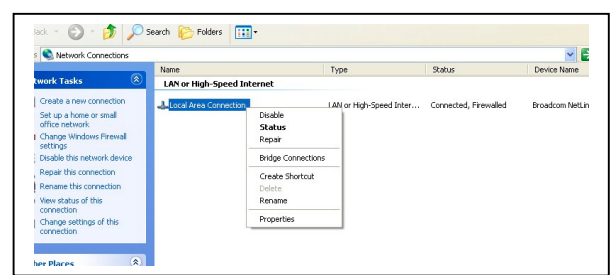 Back
Search
Folders
Network Connections
Name
Type
Status
Device Name
LAN or High-Speed Internet
Local Area Connection
LAN or High-Speed Inter...
Connected, Firewalled
Broadcom NetLin
twork Tasks
Create a new connection
Set up a home or small
office network
Change Windows Firewall
settings
Disable this network device
Repair this connection
Rename this connection
View status of this
connection
Change settings of this
connection
her Places
Disable
Status
Repair
Bridge Connections
Create Shortcut
Delete
Rename
Properties